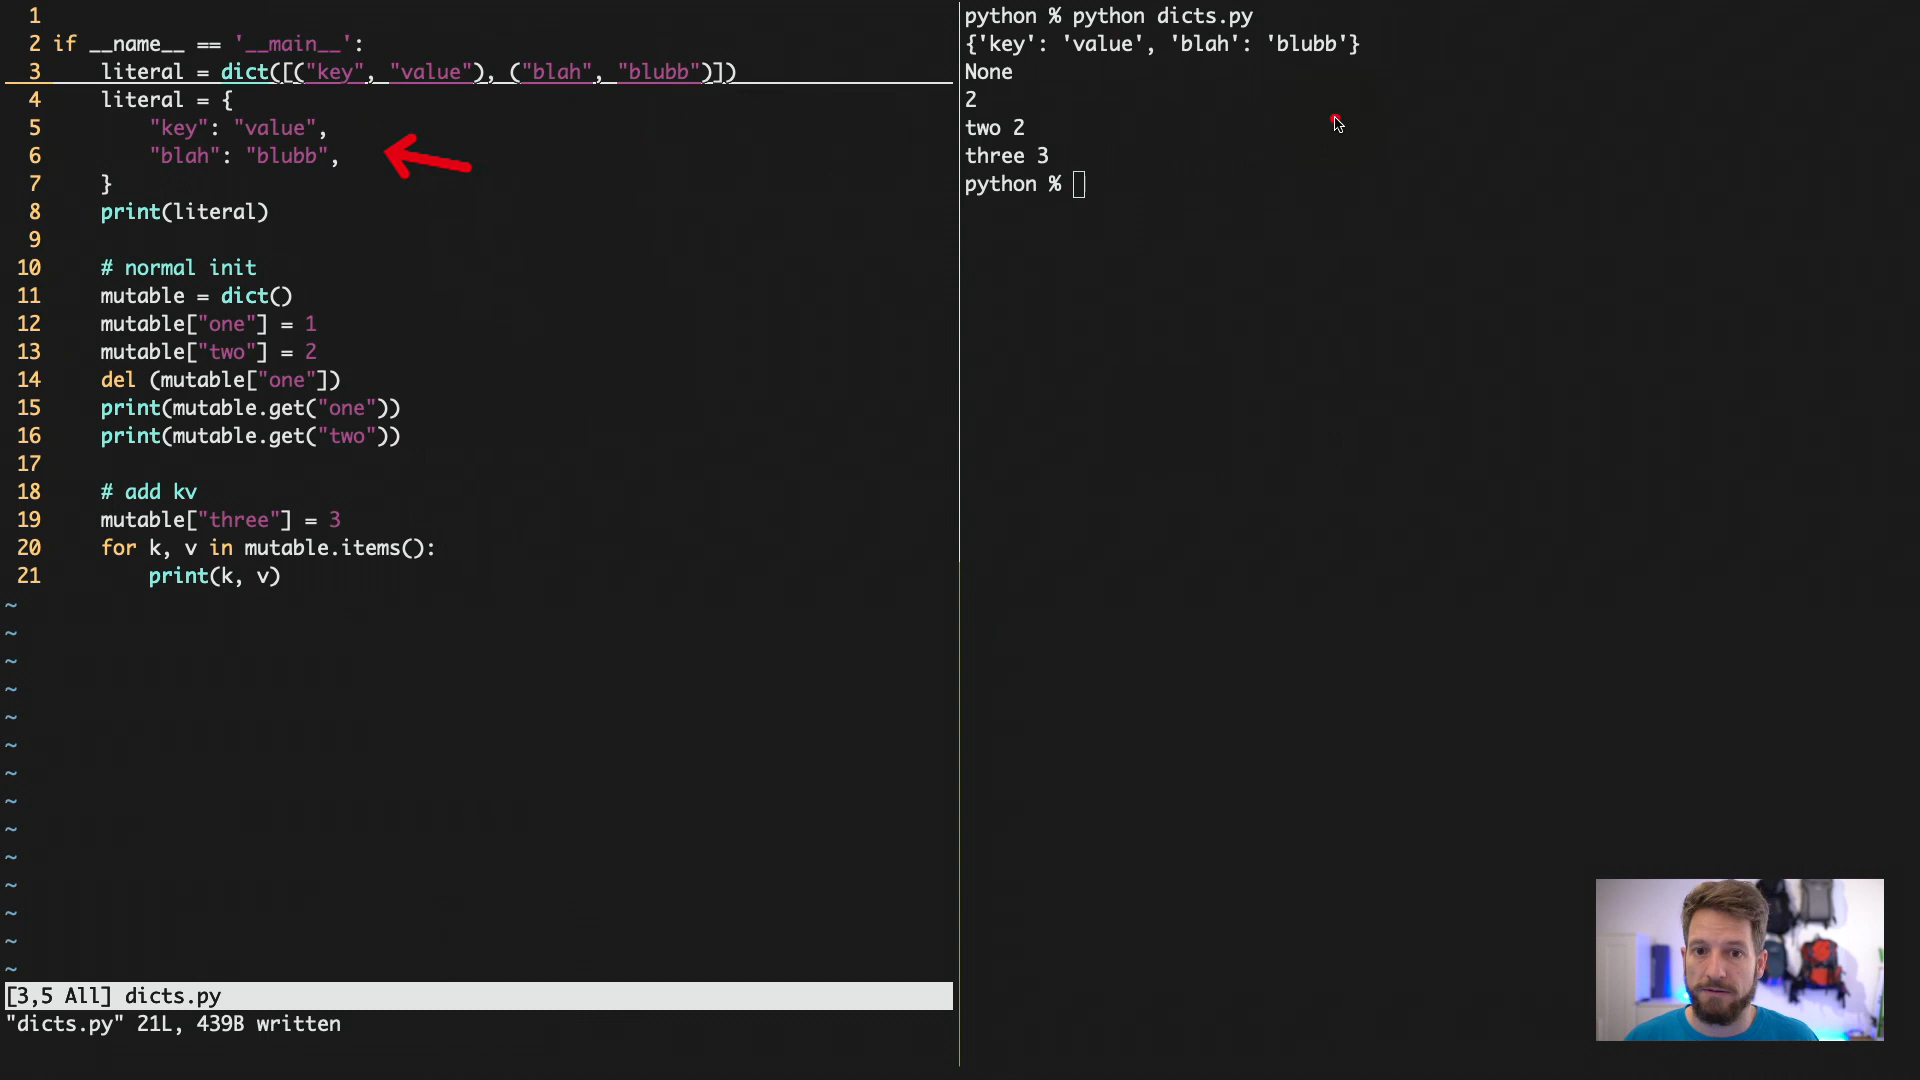 1
2 if __name__ == '__main__':
3     literal = dict([("key", "value"), ("blah", "blubb")])
4     literal = {
5         "key": "value",
6         "blah": "blubb",
7     }
8     print(literal)
9
10     # normal init
11     mutable = dict()
12     mutable["one"] = 1
13     mutable["two"] = 2
14     del (mutable["one"])
15     print(mutable.get("one"))
16     print(mutable.get("two"))
17
18     # add kv
19     mutable["three"] = 3
20     for k, v in mutable.items():
21         print(k, v)
~
~
~
~
~
~
~
~
~
~
~
~
~
~
[3,5 All] dicts.py
"dicts.py" 21L, 439B written
python % python dicts.py
{'key': 'value', 'blah': 'blubb'}
None
2
two 2
three 3
python %